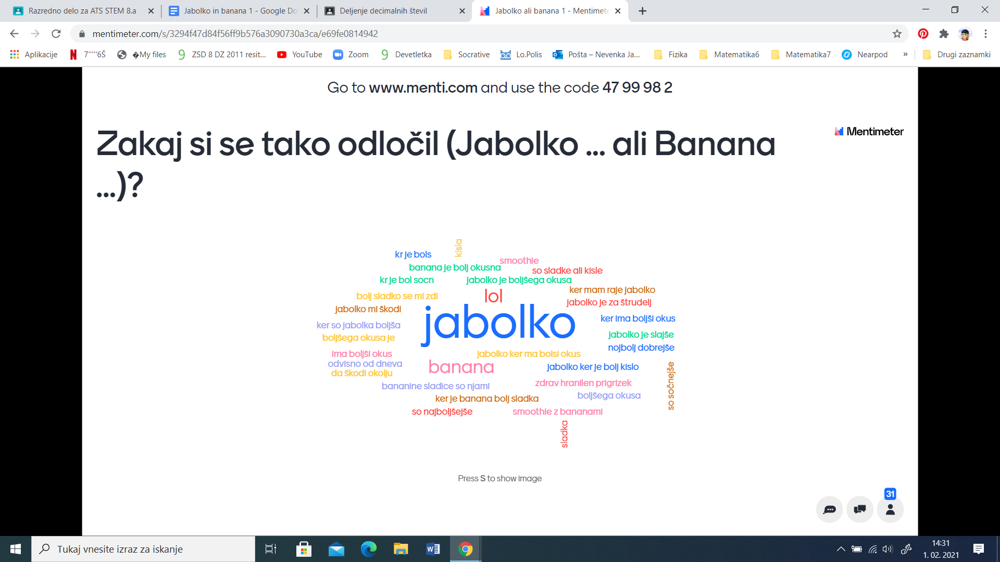 Razredno delo za ATS STEM 8.a
Jabolko in banana 1 - Google Do
Deljenje decimalnih števil
Jabolko ali banana 1 - Mentimete
mentimeter.com/s/3294f47d84f56ff9b576a3090730a3ca/e69fe0814942
Aplikacije 7'''''6Š �My files ZSD 8 DZ 2011 resit... YouTube Zoom Devetletka Socrative Lo.Polis Pošta – Nevenka Ja... Fizika Matematika6 Matematika7 Nearpod » Drugi zaznamki
Go to www.menti.com and use the code 47 99 98 2
Mentimeter
Zakaj si se tako odločil (Jabolko ... ali Banana
...)?
kisla
kr je bols
smoothie
banana je bolj okusna
so sladke ali kisle
kr je bol socn
jabolko je boljšega okusa
ker mam raje jabolko
bolj sladko se mi zdi
lol
jabolko je za štrudelj
jabolko mi škodi
jabolko
ker ima boljši okus
ker so jabolka boljša
jabolko je slajše
boljšega okusa je
nojbolj dobrejše
ima boljši okus
jabolko ker ma bolsi okus
odvisno od dneva
banana
jabolko ker je bolj kislo
da škodi okolju
so sočnejše
bananine sladice so njami
zdrav hranilen prigrizek
ker je banana bolj sladka
boljšega okusa
so najboljšejše
smoothie z bananami
sladka
Press S to show image
31
Tukaj vnesite izraz za iskanje
14:31
1. 02. 2021